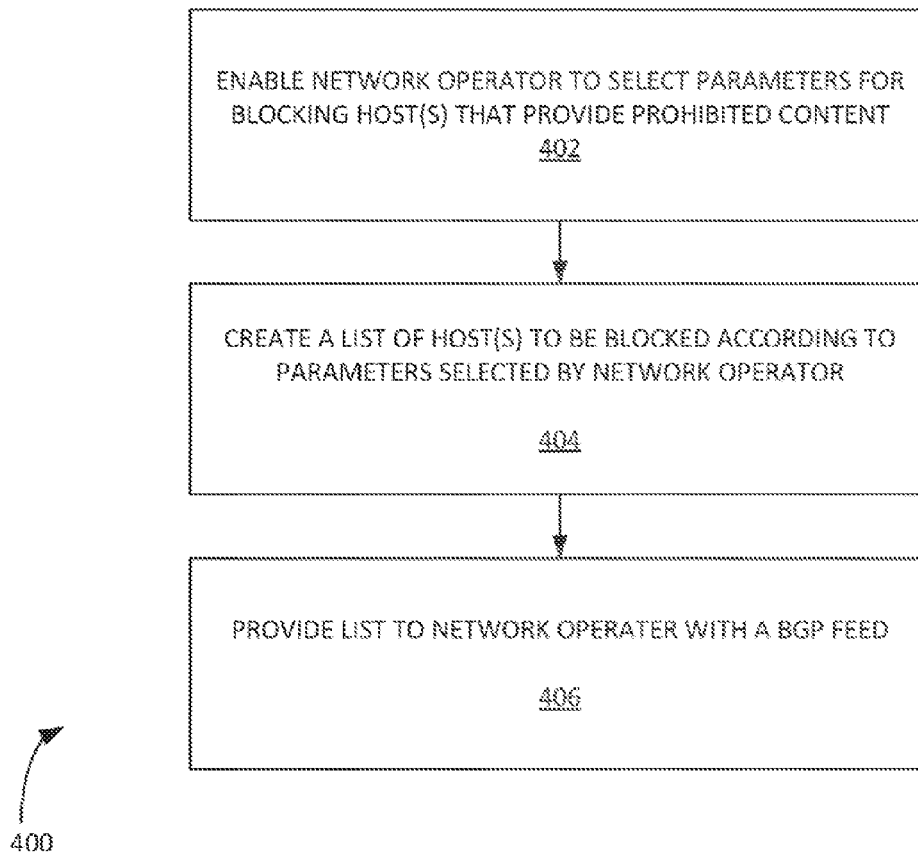 ENABLE NETWORK OPERATOR TO SELECT PARAMETERS FOR
BLOCKING HOST(S) THAT PROVIDE PROHIBITED CONTENT
402
CREATE A LIST OF HOST(S) TO BE BLOCKED ACCORDING TO
PARAMETERS SELECTED BY NETWORK OPERATOR
404
PROVIDE LIST TO NETWORK OPERATER WITH A BGP FEED
406
400